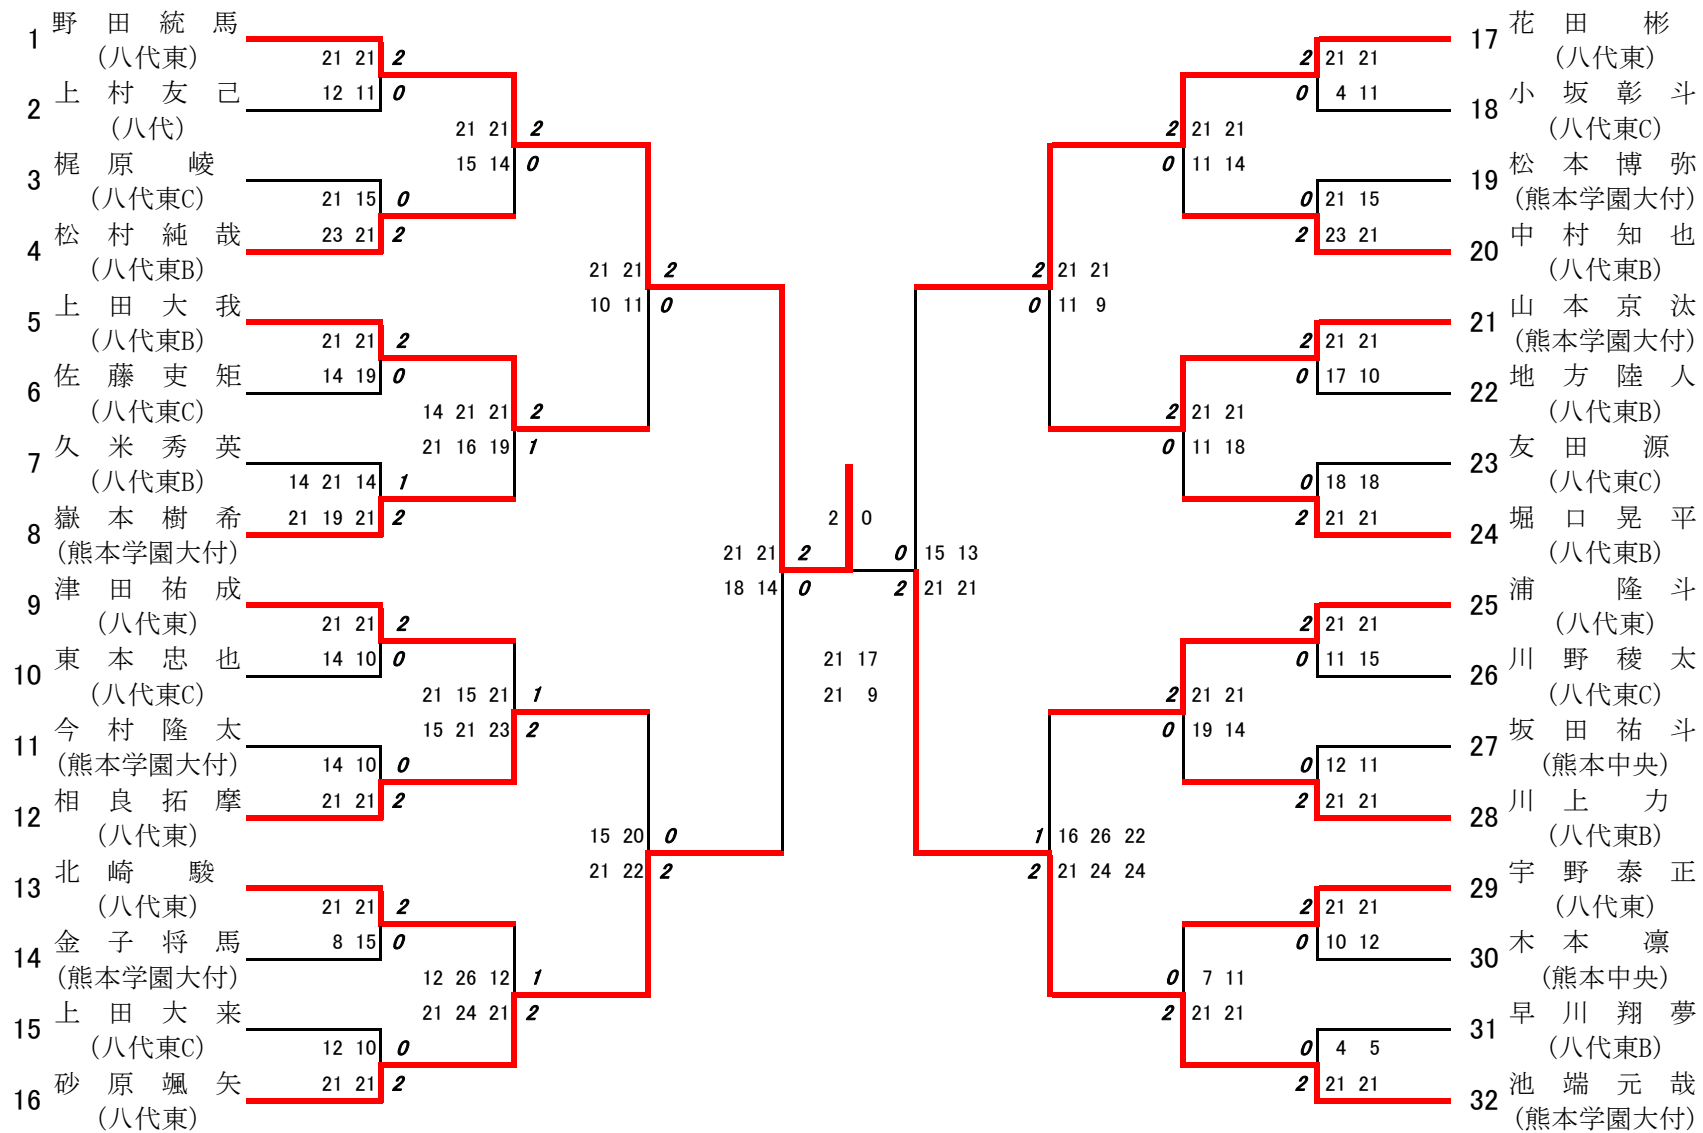 1 野田統馬
(八代東)
2 上村友己
(八代)
3 梶原崚
(八代東C)
4 松村純哉
(八代東B)
5 上田大我
(八代東B)
6 佐藤吏矩
(八代東C)
7 久米秀英
(八代東B)
8 嶽本樹希
(熊本学園大付)
9 津田祐成
(八代東)
10 東本忠也
(八代東C)
11 今村隆太
(熊本学園大付)
12 相良拓摩
(八代東)
13 北崎駿
(八代東)
14 金子将馬
(熊本学園大付)
15 上田大来
(八代東C)
16 砂原颯矢
(八代東)
21 21 2
12 11 0
21 15 0
23 21 2
21 21 2
14 19 0
14 21 14 1
21 19 21 2
21 21 2
14 10 0
14 10 0
21 21 2
21 21 2
8 15 0
12 10 0
21 21 2
21 21 2
15 14 0
14 21 21 2
21 16 19 1
21 15 21 1
15 21 23 2
12 26 12 1
21 24 21 2
21 21 2
10 11 0
15 20 0
21 22 2
21 21 2
18 14 0
2 0
21 17
21 9
0 15 13
2 21 21
2 21 21
0 11 9
1 16 26 22
2 21 24 24
2 21 21
0 11 14
2 21 21
0 11 18
2 21 21
0 19 14
0 7 11
2 21 21
2 21 21
0 4 11
0 21 15
2 23 21
2 21 21
0 17 10
0 18 18
2 21 21
2 21 21
0 11 15
0 12 11
2 21 21
2 21 21
0 10 12
0 4 5
2 21 21
17 花田彬
(八代東)
18 小坂彰斗
(八代東C)
19 松本博弥
(熊本学園大付)
20 中村知也
(八代東B)
21 山本京汰
(熊本学園大付)
22 地方陸人
(八代東B)
23 友田源
(八代東C)
24 堀口晃平
(八代東B)
25 浦隆斗
(八代東)
26 川野稜太
(八代東C)
27 坂田祐斗
(熊本中央)
28 川上力
(八代東B)
29 宇野泰正
(八代東)
30 木本凛
(熊本中央)
31 早川翔夢
(八代東B)
32 池端元哉
(熊本学園大付)